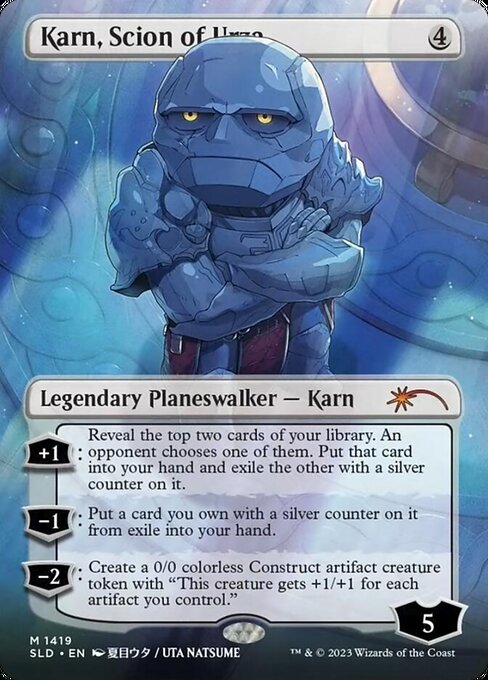 Karn, Scion of Urza
4
Legendary Planeswalker — Karn
+1
: Reveal the top two cards of your library. An
opponent chooses one of them. Put that card
into your hand and exile the other with a silver
counter on it.
-1
: Put a card you own with a silver counter on it
from exile into your hand.
-2
: Create a 0/0 colorless Construct artifact creature
token with “This creature gets +1/+1 for each
artifact you control.”
5
M 1419
SLD • EN 夏目ウタ / UTA NATSUME
™ & © 2023 Wizards of the Coast